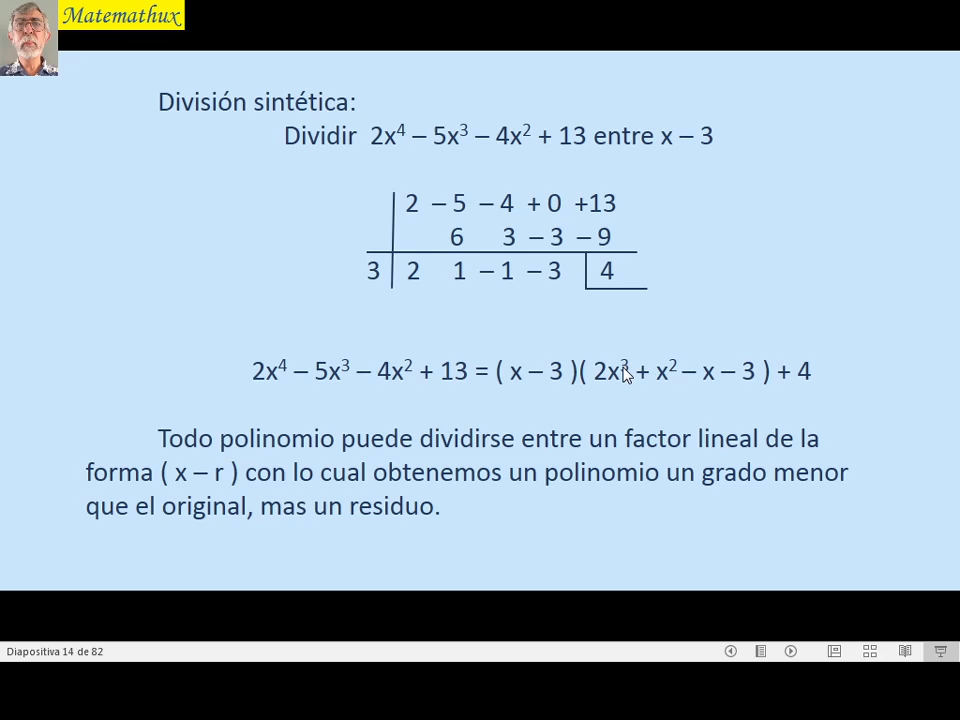 Matemathux
División sintética:
Dividir 2x⁴ – 5x³ – 4x² + 13 entre x – 3
2 – 5 – 4 + 0 +13
6 3 – 3 – 9
3 2 1 – 1 – 3 4
2x⁴ – 5x³ – 4x² + 13 = ( x – 3 )( 2x³ + x² – x – 3 ) + 4
Todo polinomio puede dividirse entre un factor lineal de la
forma ( x – r ) con lo cual obtenemos un polinomio un grado menor
que el original, mas un residuo.
Diapositiva 14 de 82